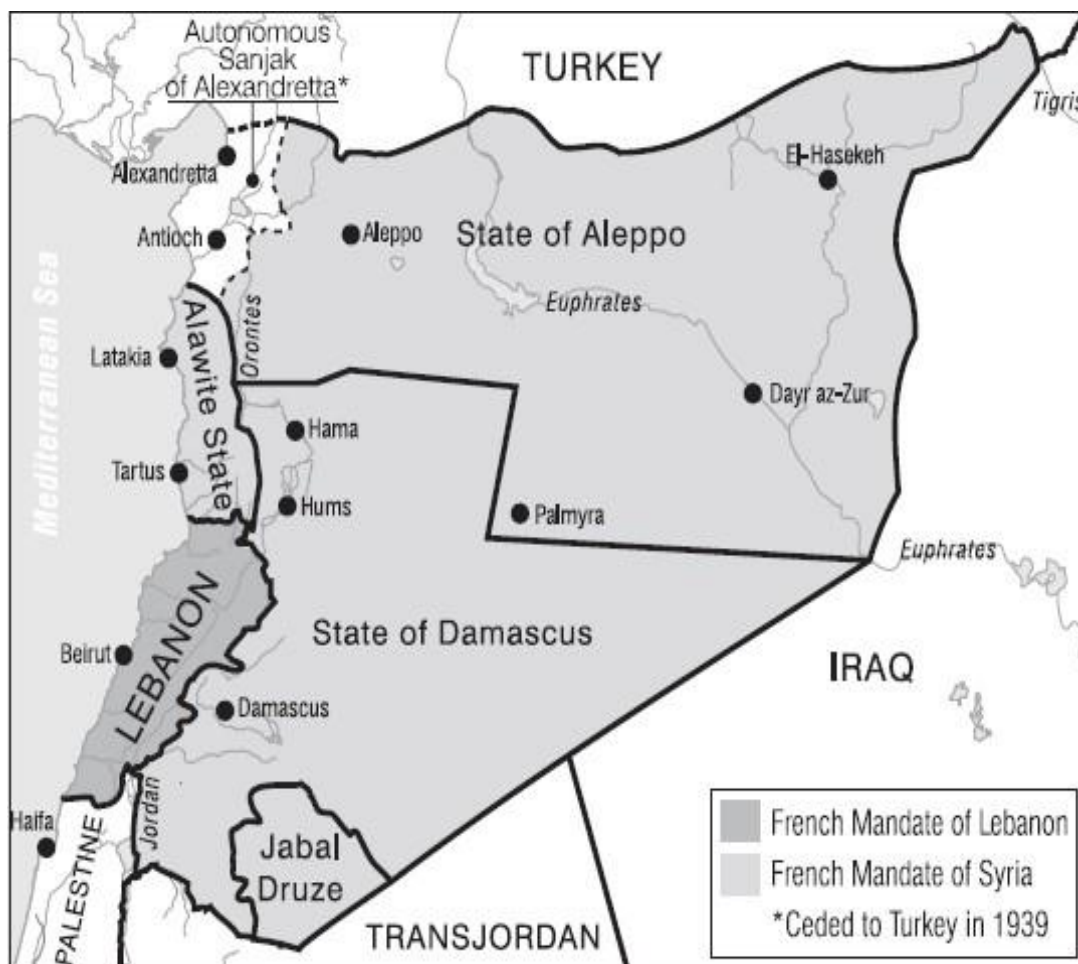 Autonomous
Sanjak
of Alexandretta*
TURKEY
Tigris
Alexandretta
El-Hasekeh
Antioch
Aleppo
State of Aleppo
Mediterranean Sea
Orontes
Euphrates
Alawite State
Latakia
Dayr az-Zur
Hama
Tartus
Hums
Palmyra
Euphrates
LEBANON
State of Damascus
Beirut
IRAQ
Damascus
Jordan
Haifa
PALESTINE
Jabal
Druze
TRANSJORDAN
French Mandate of Lebanon
French Mandate of Syria
*Ceded to Turkey in 1939